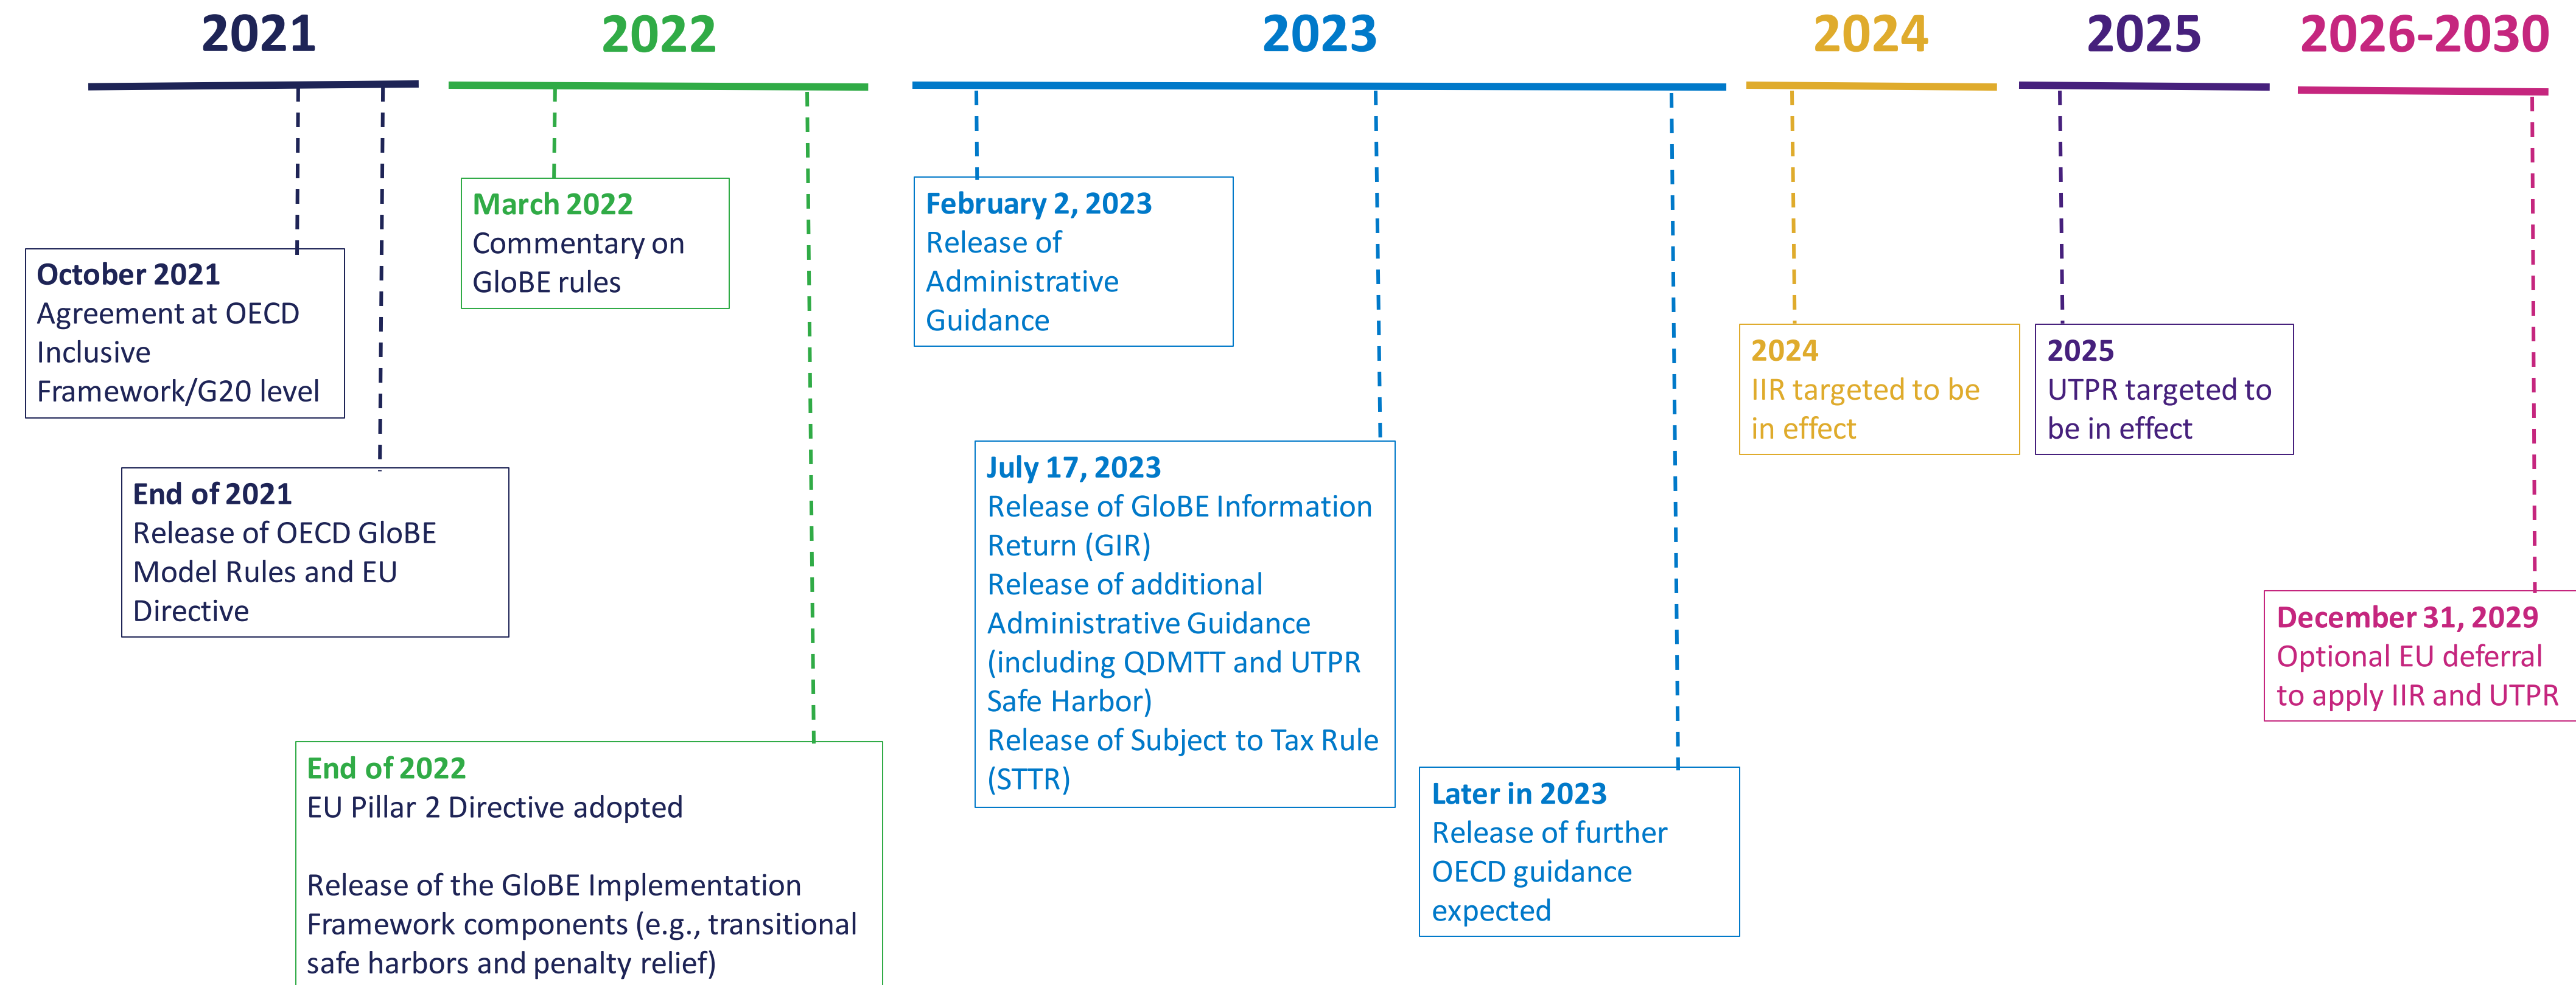 2021
2022
2023
2024
2025
2026-2030
October 2021
Agreement at OECD
Inclusive
Framework/G20 level
End of 2021
Release of OECD GloBE
Model Rules and EU
Directive
March 2022
Commentary on
GloBE rules
End of 2022
EU Pillar 2 Directive adopted
Release of the GloBE Implementation
Framework components (e.g., transitional
safe harbors and penalty relief)
February 2, 2023
Release of
Administrative
Guidance
July 17, 2023
Release of GloBE Information
Return (GIR)
Release of additional
Administrative Guidance
(including QDMTT and UTPR
Safe Harbor)
Release of Subject to Tax Rule
(STTR)
Later in 2023
Release of further
OECD guidance
expected
2024
IIR targeted to be
in effect
2025
UTPR targeted to
be in effect
December 31, 2029
Optional EU deferral
to apply IIR and UTPR